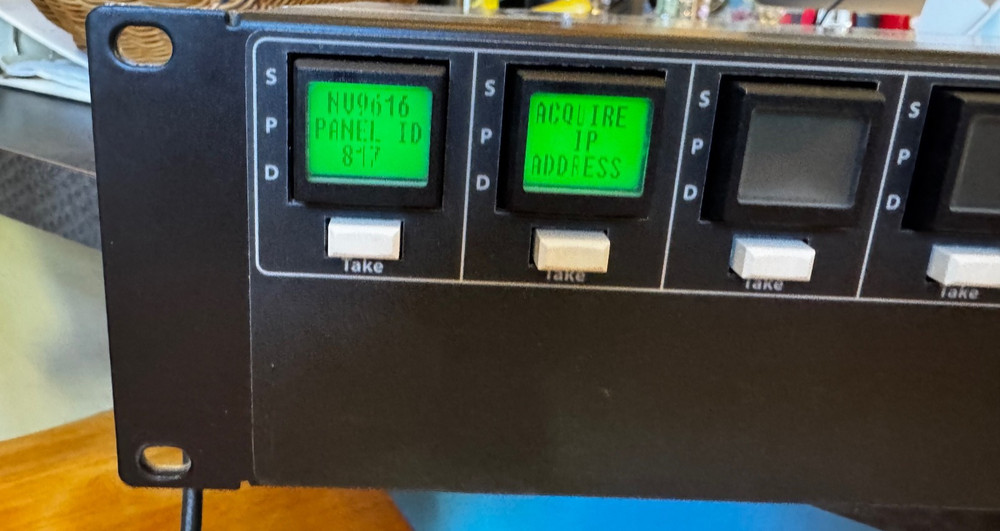 S
P
D
NV9616
PANEL ID
817
Take
S
P
D
ACQUIRE
IP
ADDRESS
Take
S
P
D
Take
S
P
D
Take